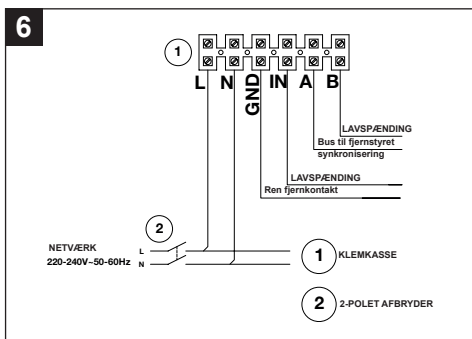 6
1
L N GND IN A B
LAVSPÆNDING
Bus til fjernstyret
synkronisering
LAVSPÆNDING
Ren fjernkontakt
2
NETVÆRK
220-240V~50-60Hz
L
N
1 KLEMKASSE
2 2-POLET AFBRYDER